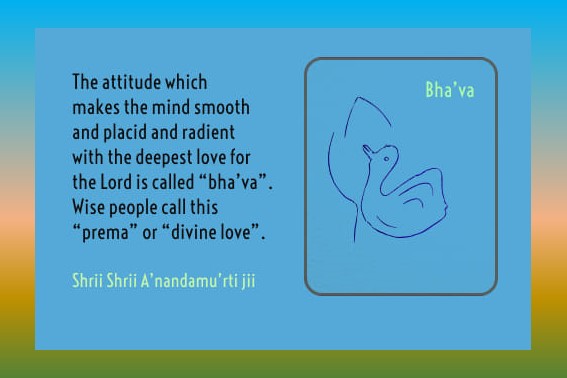 The attitude which
makes the mind smooth
and placid and radient
with the deepest love for
the Lord is called “bha’va”.
Wise people call this
“prema” or “divine love”.
Shrii Shrii A’nandamu’rti jii
Bha’va